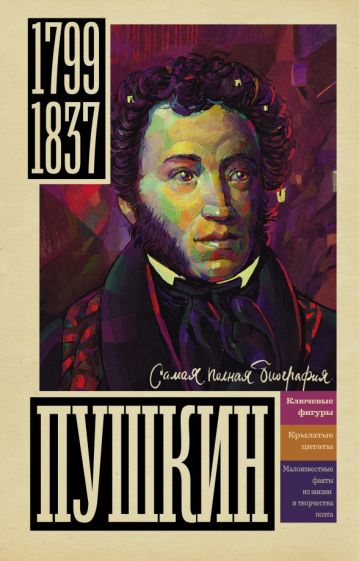 1799
1837
Самая полная биография
ПУШКИН
Ключевые
фигуры
Крылатые
цитаты
Малоизвестные
факты
из жизни
и творчества
поэта